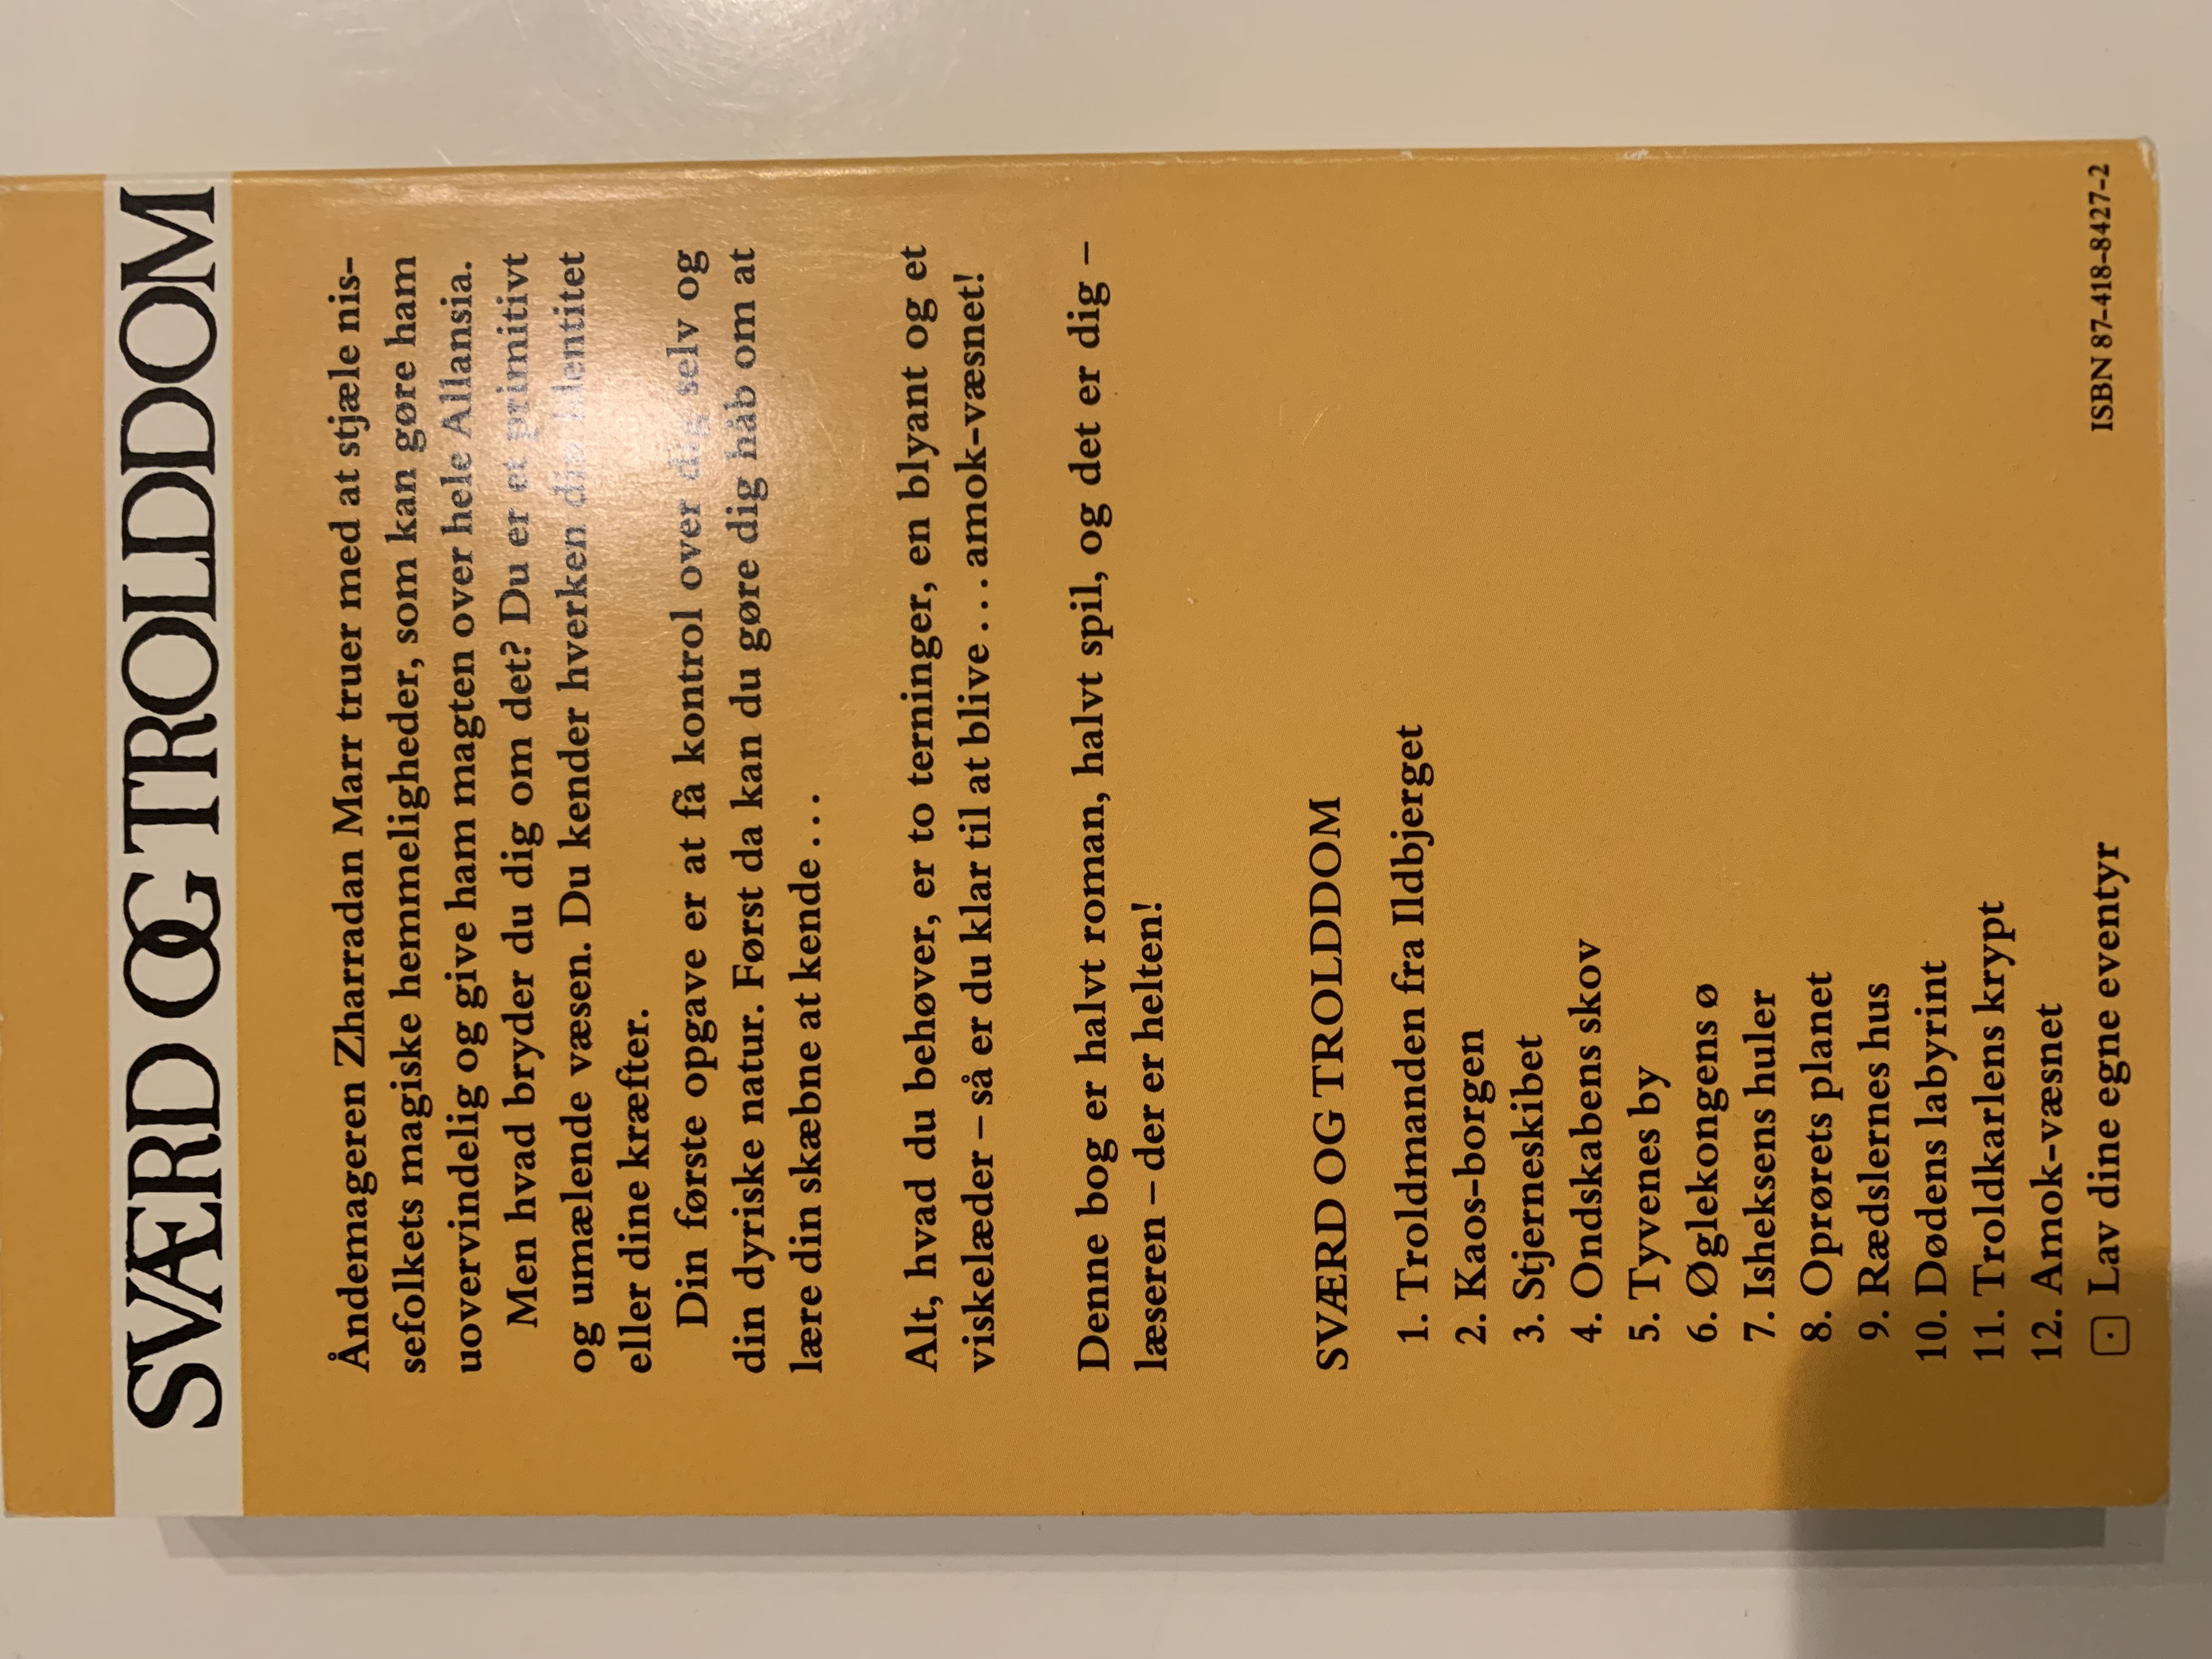 SVÆRD OG TROLDDOM
Åndemageren Zharradan Marr truer med at stjæle nis-
sefolkets magiske hemmeligheder, som kan gøre ham
uovervindelig og give ham magten over hele Allansia.
Men hvad bryder du dig om det? Du er et primitivt
og umælende væsen. Du kender hverken din identitet
eller dine kræfter.
Din første opgave er at få kontrol over dig selv og
din dyriske natur. Først da kan du gøre dig håb om at
lære din skæbne at kende...
Alt, hvad du behøver, er to terninger, en blyant og et
viskelæder – så er du klar til at blive ... amok-væsnet!
Denne bog er halvt roman, halvt spil, og det er dig –
læseren – der er helten!
SVÆRD OG TROLDDOM
1. Troldmanden fra Ildbjerget
2. Kaos-borgen
3. Stjerneskibet
4. Ondskabens skov
5. Tyvenes by
6. Øglekongens ø
7. Isheksens huler
8. Oprørets planet
9. Rædslernes hus
10. Dødens labyrint
11. Troldkarlens krypt
12. Amok-væsnet
⚀ Lav dine egne eventyr
ISBN 87-418-8427-2